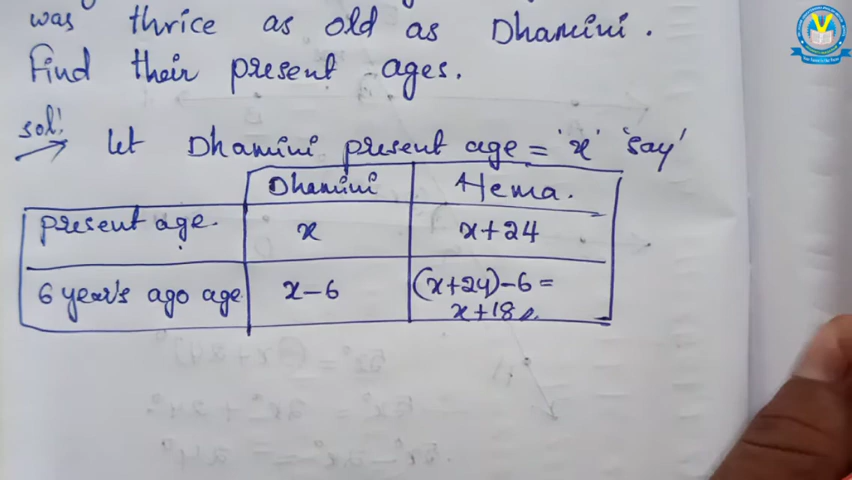 was thrice as old as Dhamini.
Find their present ages.
Sol:
Let Dhamini present age = 'x' 'say'
Dhamini Hema.
present age. x x+24
6 year's ago age x-6 (x+24)-6 =
x+18